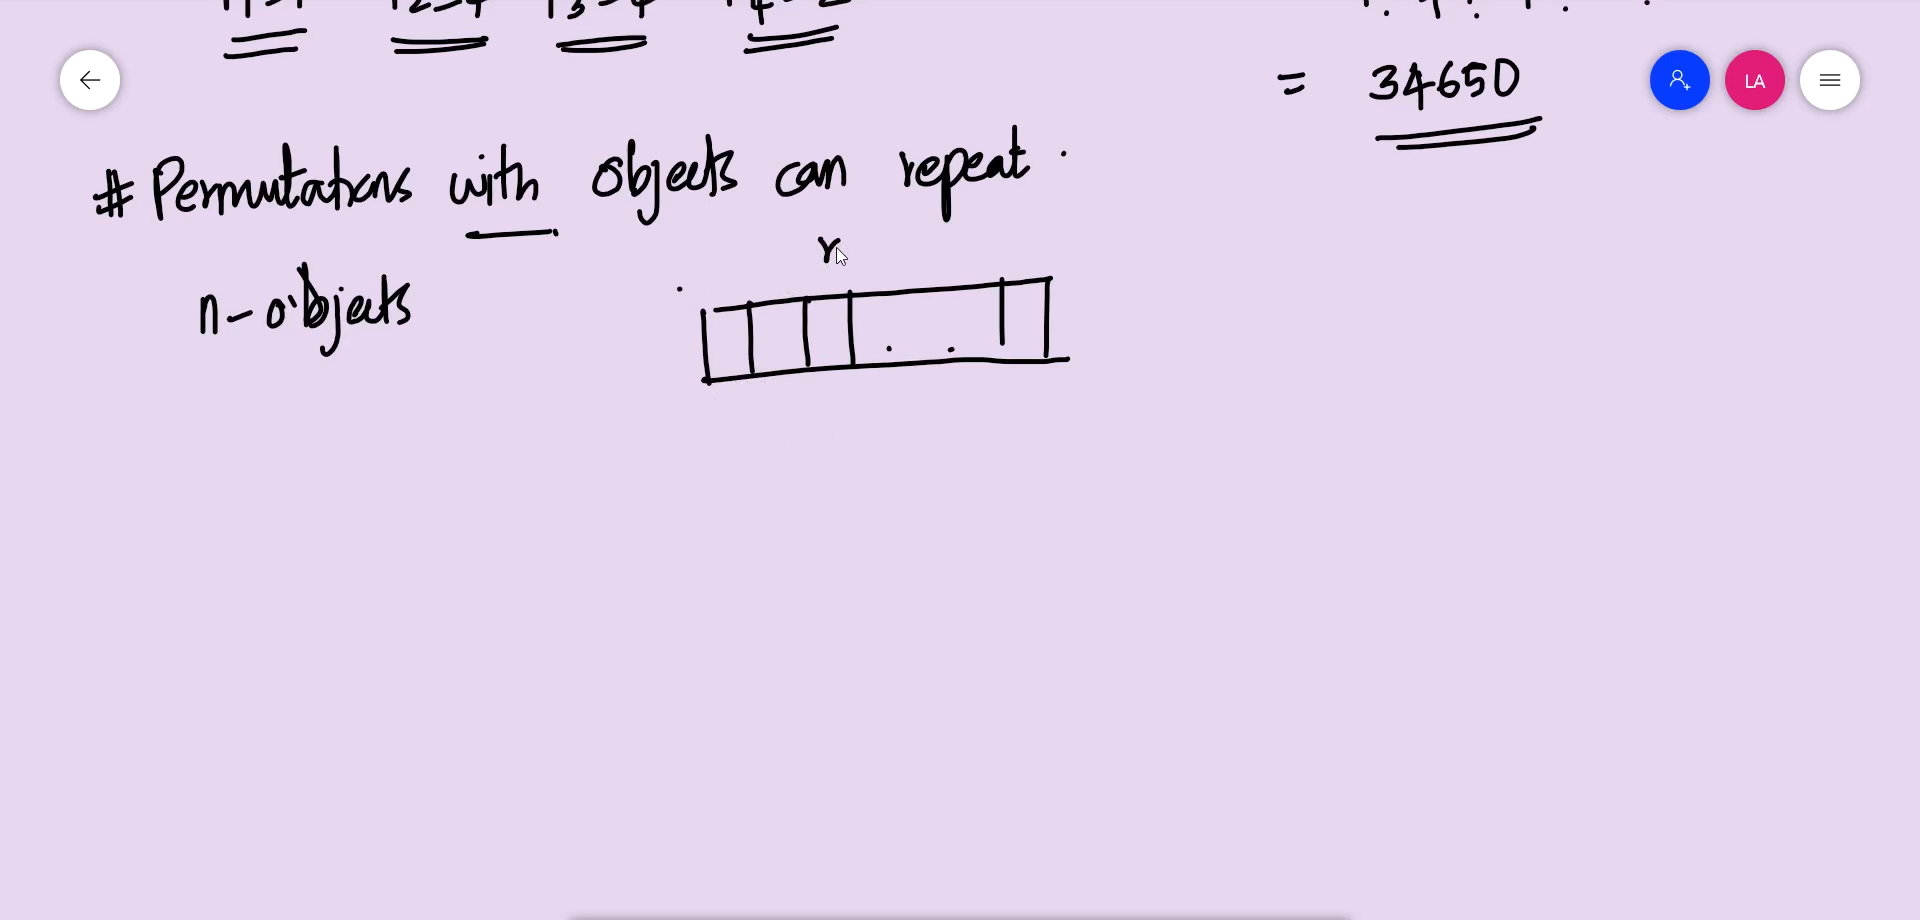 = 34650
LA
# Permutations with objects can repeat.
r
n - objects